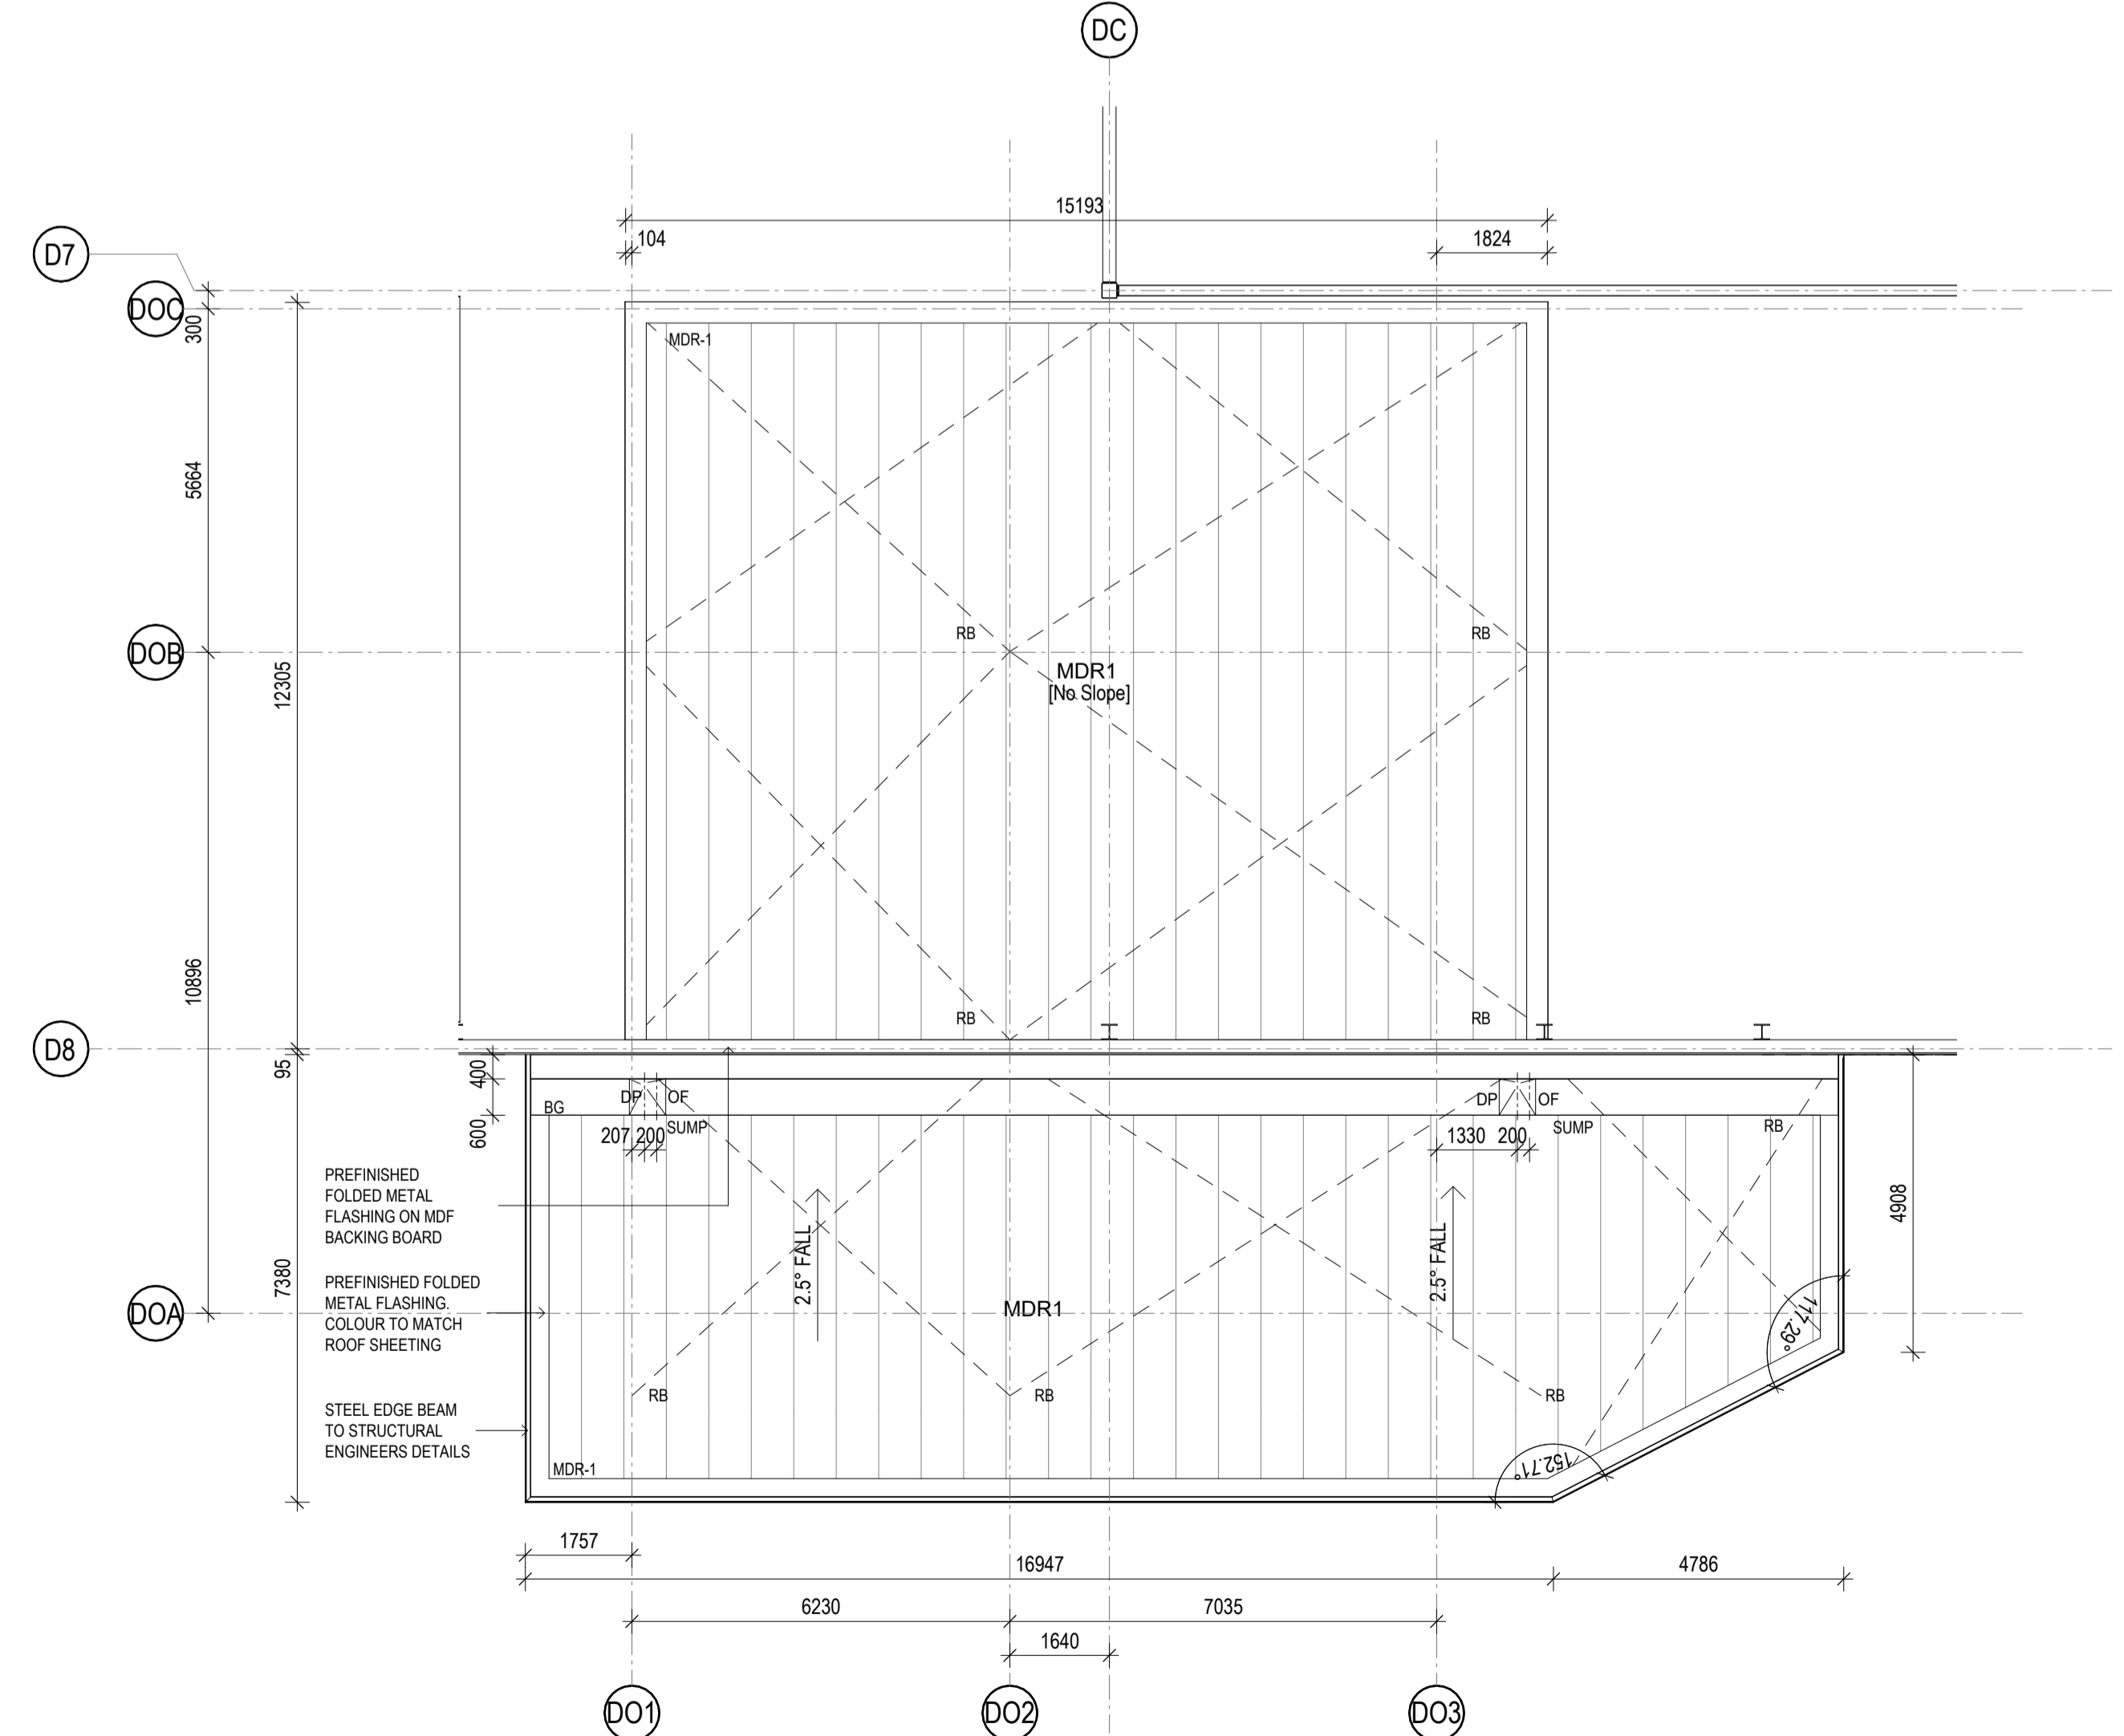 DC
15193
104
1824
D7
DOC
300
MDR-1
5664
12305
RB
RB
DOB
MDR1
[No Slope]
10896
RB
RB
D8
95
400
BG
DP
OF
DP
OF
600
207
200
SUMP
1330
200
SUMP
RB
PREFINISHED
FOLDED METAL
FLASHING ON MDF
BACKING BOARD
4908
2.5° FALL
2.5° FALL
7380
PREFINISHED FOLDED
METAL FLASHING.
COLOUR TO MATCH
ROOF SHEETING
DOA
MDR1
117.29°
RB
RB
RB
STEEL EDGE BEAM
TO STRUCTURAL
ENGINEERS DETAILS
MDR-1
152.71°
1757
16947
4786
6230
7035
1640
DO1
DO2
DO3